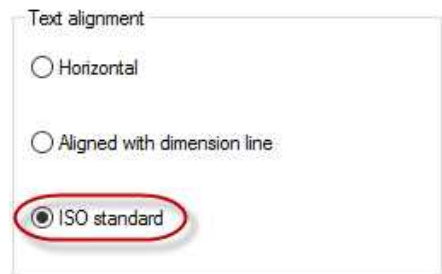 Text alignment
Horizontal
Aligned with dimension line
ISO standard